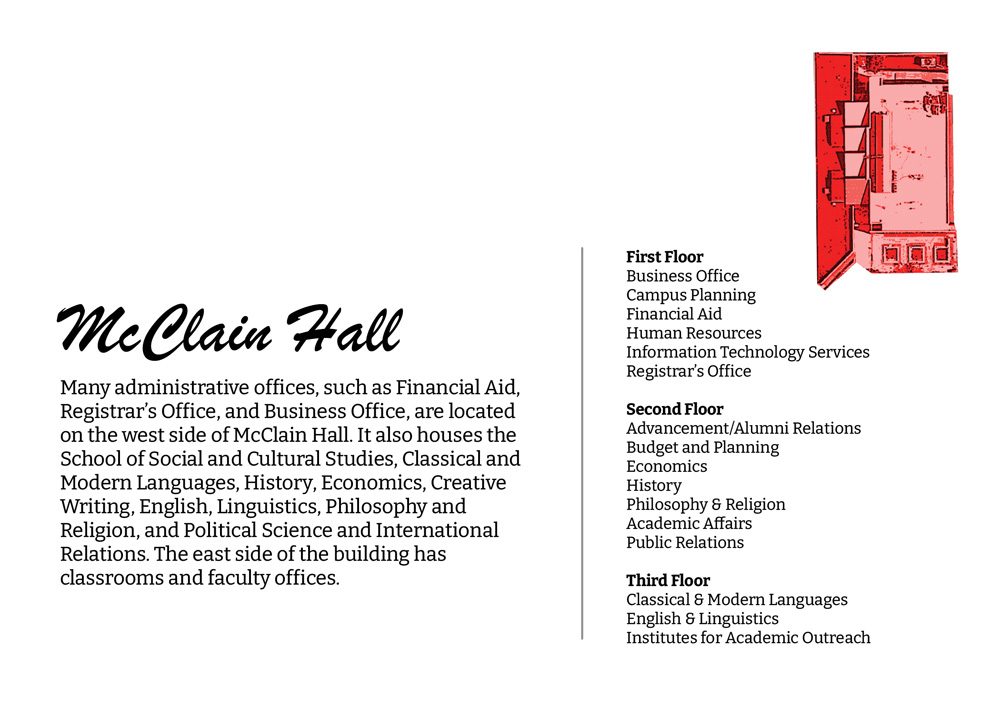 McClain Hall
Many administrative offices, such as Financial Aid,
Registrar’s Office, and Business Office, are located
on the west side of McClain Hall. It also houses the
School of Social and Cultural Studies, Classical and
Modern Languages, History, Economics, Creative
Writing, English, Linguistics, Philosophy and
Religion, and Political Science and International
Relations. The east side of the building has
classrooms and faculty offices.
First Floor
Business Office
Campus Planning
Financial Aid
Human Resources
Information Technology Services
Registrar’s Office
Second Floor
Advancement/Alumni Relations
Budget and Planning
Economics
History
Philosophy & Religion
Academic Affairs
Public Relations
Third Floor
Classical & Modern Languages
English & Linguistics
Institutes for Academic Outreach